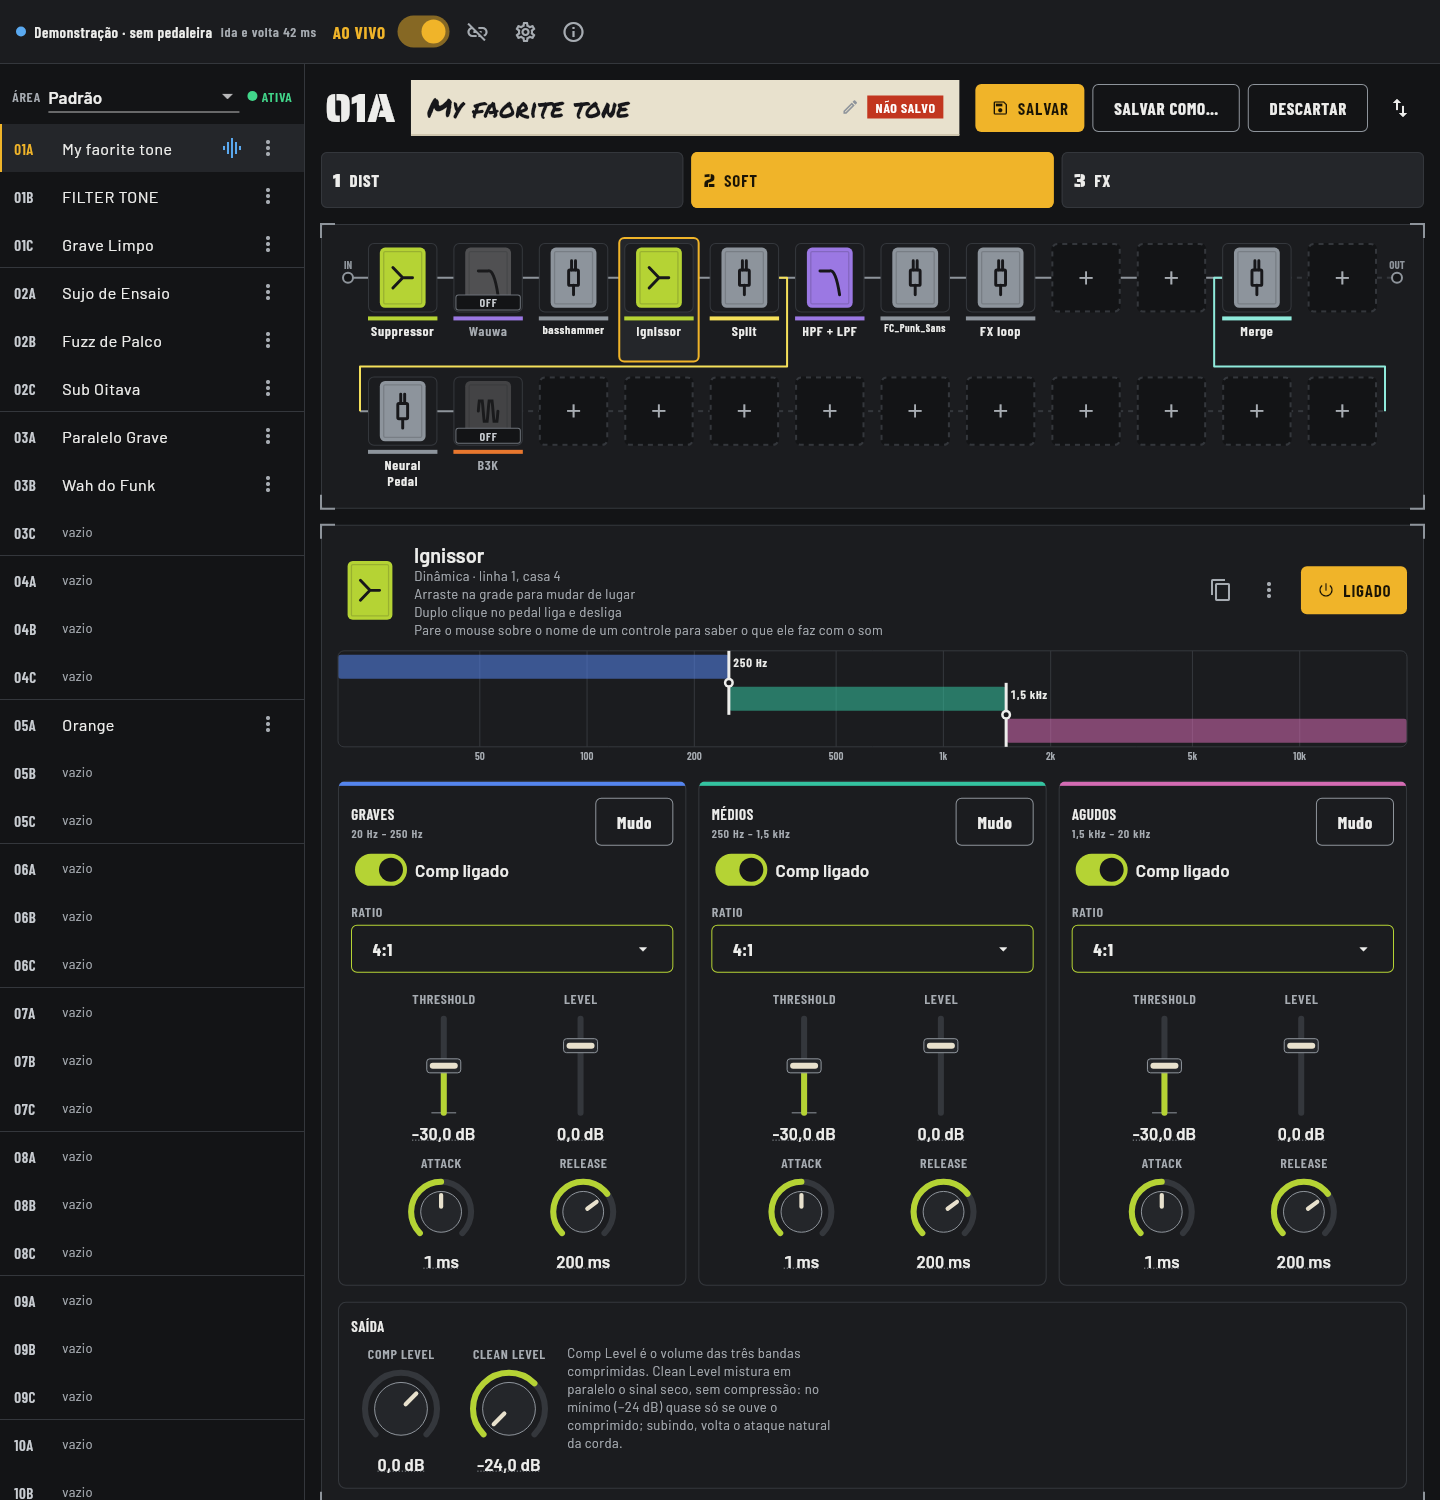 Demonstração · sem pedaleira Ida e volta 42 ms AO VIVO
ÁREA Padrão ATIVA
01A My faorite tone
01B FILTER TONE
01C Grave Limpo
02A Sujo de Ensaio
02B Fuzz de Palco
02C Sub Oitava
03A Paralelo Grave
03B Wah do Funk
03C vazio
04A vazio
04B vazio
04C vazio
05A Orange
05B vazio
05C vazio
06A vazio
06B vazio
06C vazio
07A vazio
07B vazio
07C vazio
08A vazio
08B vazio
08C vazio
09A vazio
09B vazio
09C vazio
10A vazio
10B vazio
01A My faorite tone NÃO SALVO SALVAR SALVAR COMO... DESCARTAR
1 DIST 2 SOFT 3 FX
IN OUT
OFF
Suppressor Wauwa basshammer Ignissor Split HPF + LPF FC_Punk_Sans FX loop Merge
OFF
Neural Pedal B3K
Ignissor
Dinâmica · linha 1, casa 4
Arraste na grade para mudar de lugar
Duplo clique no pedal liga e desliga
Pare o mouse sobre o nome de um controle para saber o que ele faz com o som
LIGADO
250 Hz
1,5 kHz
50 100 200 500 1k 2k 5k 10k
GRAVES Mudo MÉDIOS Mudo AGUDOS Mudo
20 Hz – 250 Hz 250 Hz – 1,5 kHz 1,5 kHz – 20 kHz
Comp ligado Comp ligado Comp ligado
RATIO RATIO RATIO
4:1 4:1 4:1
THRESHOLD LEVEL THRESHOLD LEVEL THRESHOLD LEVEL
−30,0 dB 0,0 dB −30,0 dB 0,0 dB −30,0 dB 0,0 dB
ATTACK RELEASE ATTACK RELEASE ATTACK RELEASE
1 ms 200 ms 1 ms 200 ms 1 ms 200 ms
SAÍDA
COMP LEVEL CLEAN LEVEL
0,0 dB −24,0 dB
Comp Level é o volume das três bandas
comprimidas. Clean Level mistura em
paralelo o sinal seco, sem compressão: no
mínimo (−24 dB) quase só se ouve o
comprimido; subindo, volta o ataque natural
da corda.